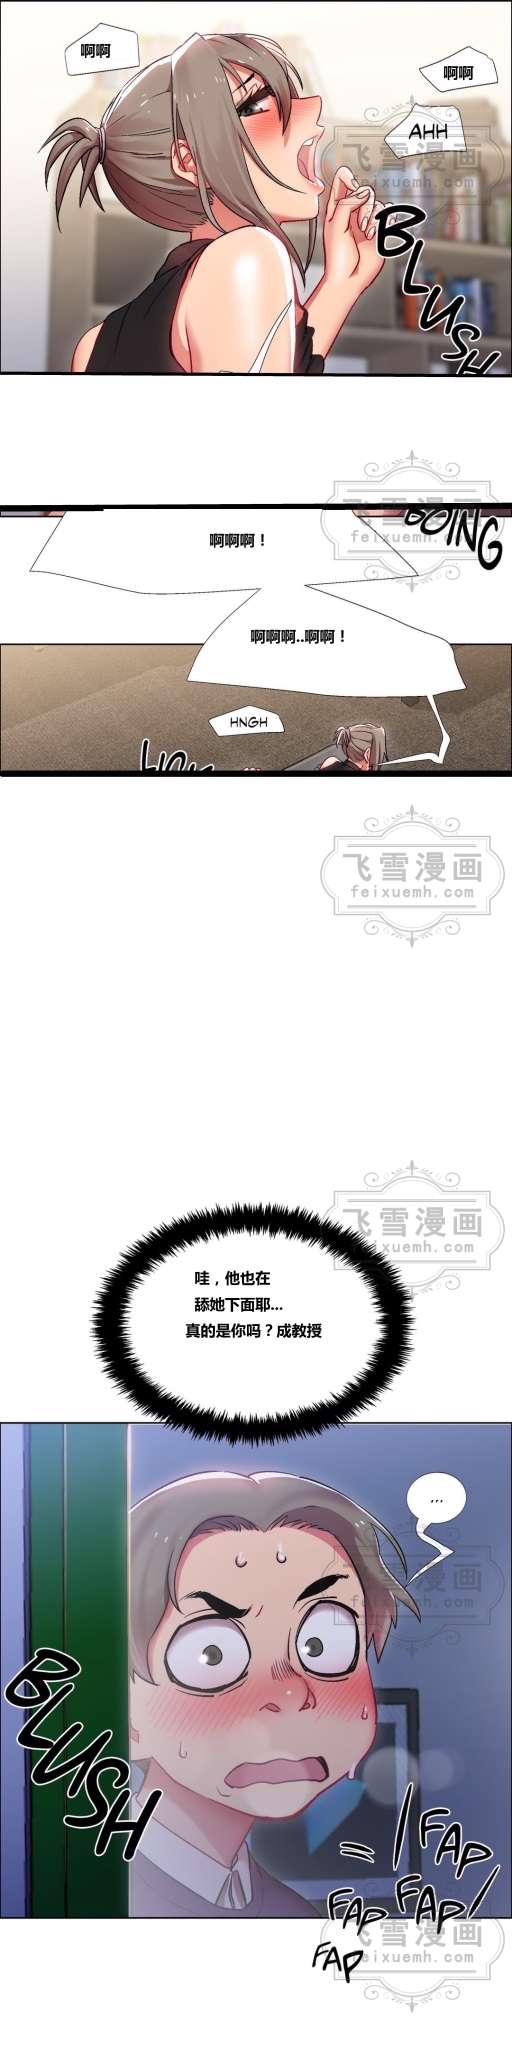 啊啊
啊啊
AHH
飞雪漫画
feixuemh.com
BLUSH
飞雪漫画
feixuemh.com
BOING
啊啊啊！
啊啊啊..啊啊！
HNGH
飞雪漫画
feixuemh.com
飞雪漫画
feixuemh.com
哇，他也在
舔她下面耶...
真的是你吗？成教授
...
飞雪漫画
feixuemh.com
BLUSH
FAP
FAP
FAP
FAP
飞雪漫画
feixuemh.com